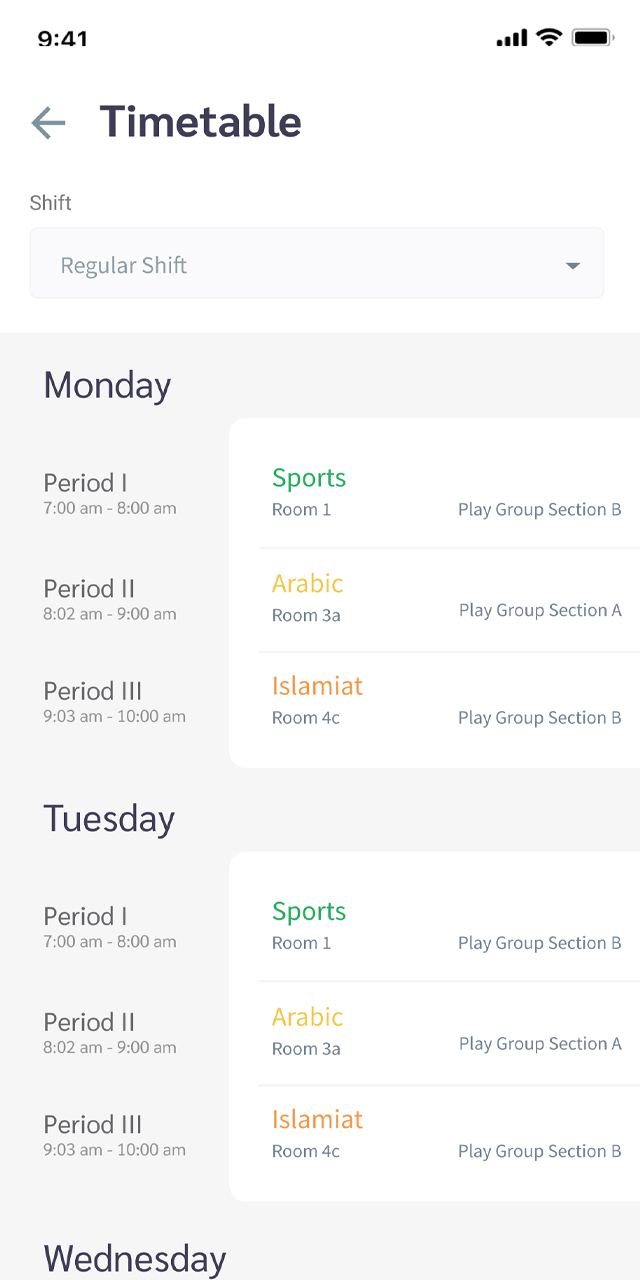 9:41
Timetable
Shift
Regular Shift
Monday
Period I
7:00 am - 8:00 am
Sports
Room 1
Play Group Section B
Period II
8:02 am - 9:00 am
Arabic
Room 3a
Play Group Section A
Period III
9:03 am - 10:00 am
Islamiat
Room 4c
Play Group Section B
Tuesday
Period I
7:00 am - 8:00 am
Sports
Room 1
Play Group Section B
Period II
8:02 am - 9:00 am
Arabic
Room 3a
Play Group Section A
Period III
9:03 am - 10:00 am
Islamiat
Room 4c
Play Group Section B
Wednesday